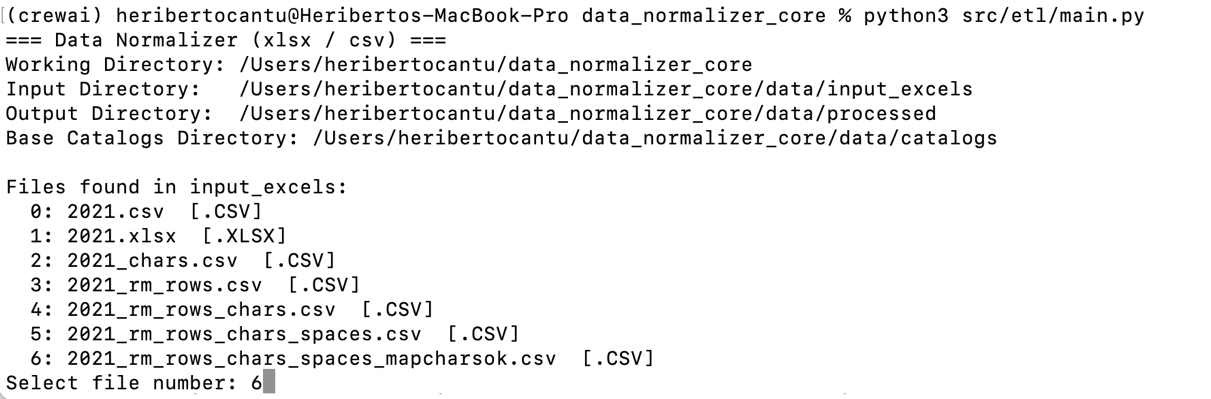 (crewai) heribertocantu@Heribertos-MacBook-Pro data_normalizer_core % python3 src/etl/main.py
=== Data Normalizer (xlsx / csv) ===
Working Directory: /Users/heribertocantu/data_normalizer_core
Input Directory:   /Users/heribertocantu/data_normalizer_core/data/input_excels
Output Directory:  /Users/heribertocantu/data_normalizer_core/data/processed
Base Catalogs Directory: /Users/heribertocantu/data_normalizer_core/data/catalogs

Files found in input_excels:
  0: 2021.csv  [.CSV]
  1: 2021.xlsx  [.XLSX]
  2: 2021_chars.csv  [.CSV]
  3: 2021_rm_rows.csv  [.CSV]
  4: 2021_rm_rows_chars.csv  [.CSV]
  5: 2021_rm_rows_chars_spaces.csv  [.CSV]
  6: 2021_rm_rows_chars_spaces_mapcharsok.csv  [.CSV]
Select file number: 6